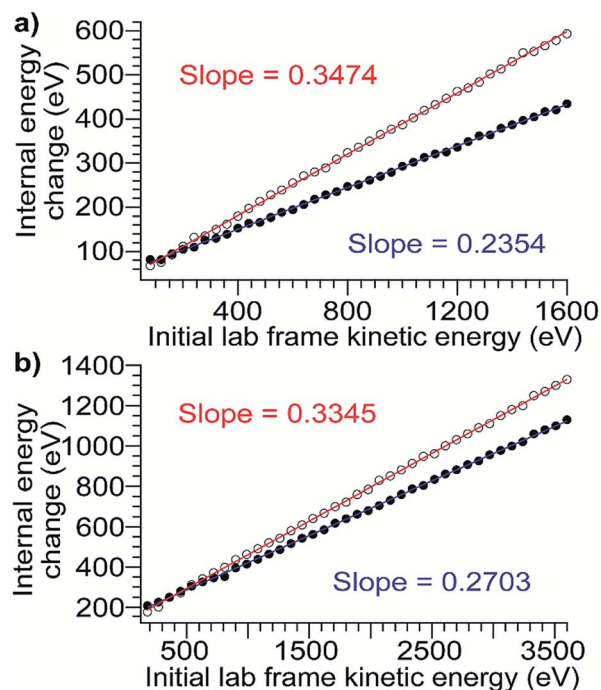 a)
Internal energy
change (eV)
600
500
400
300
200
100
Slope = 0.3474
Slope = 0.2354
400
800
1200
1600
Initial lab frame kinetic energy (eV)
b)
Internal energy
change (eV)
1400
1200
1000
800
600
400
200
Slope = 0.3345
Slope = 0.2703
500
1500
2500
3500
Initial lab frame kinetic energy (eV)